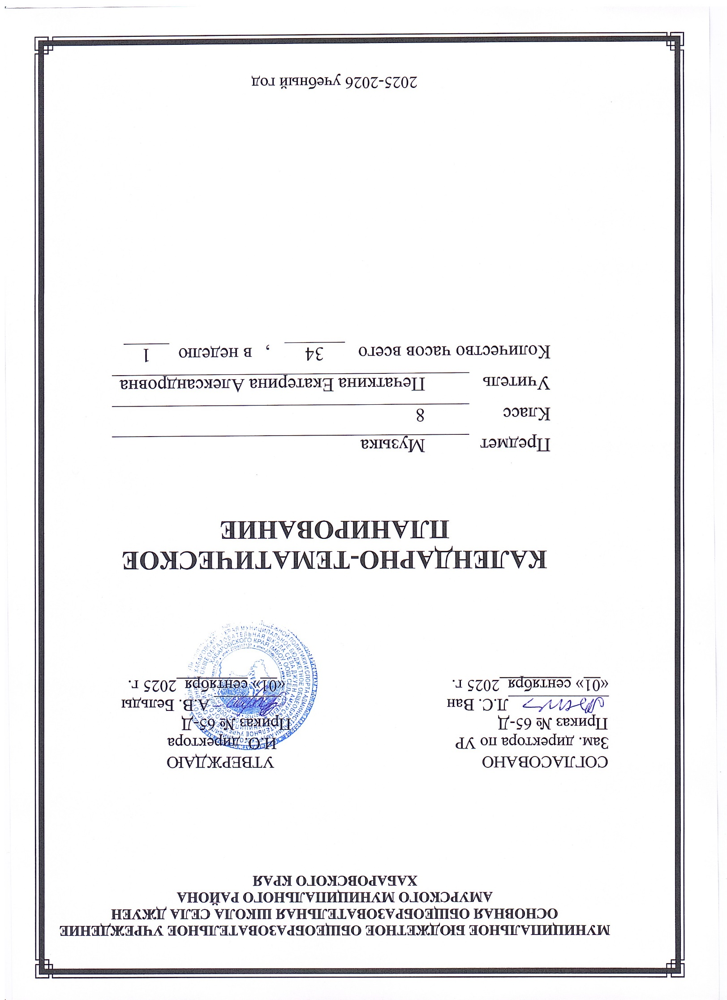 МУНИЦИПАЛЬНОЕ БЮДЖЕТНОЕ ОБЩЕОБРАЗОВАТЕЛЬНОЕ УЧРЕЖДЕНИЕ
ОСНОВНАЯ ОБЩЕОБРАЗОВАТЕЛЬНАЯ ШКОЛА СЕЛА ДЖУЕН
АМУРСКОГО МУНИЦИПАЛЬНОГО РАЙОНА
ХАБАРОВСКОГО КРАЯ
СОГЛАСОВАНО
Зам. директора по УР
Приказ № 65-Д
Л.С. Ван
«01» сентября 2025 г.
УТВЕРЖДАЮ
И.О. директора
Приказ № 65-Д
А.В. Бельды
«01» сентября 2025 г.
КАЛЕНДАРНО-ТЕМАТИЧЕСКОЕ
ПЛАНИРОВАНИЕ
Предмет Музыка
Класс 8
Учитель Печаткина Екатерина Александровна
Количество часов всего 34 , в неделю 1
2025-2026 учебный год